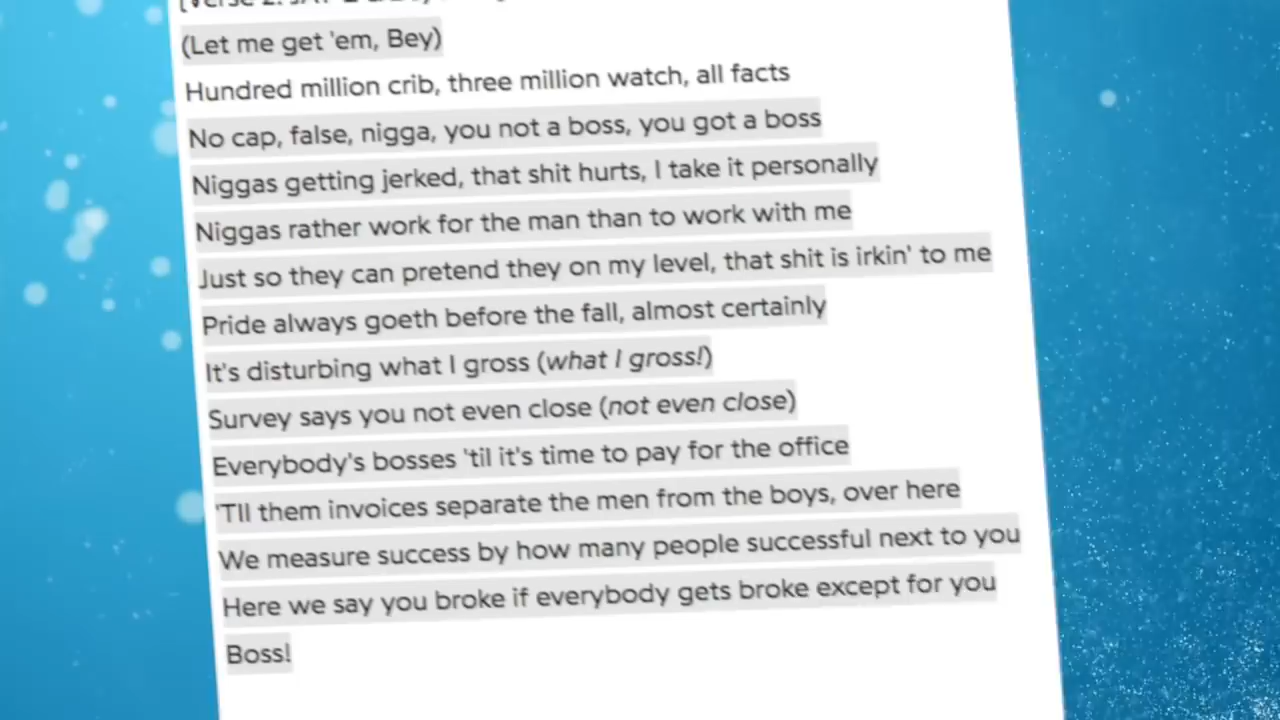 [Verse 2:
(Let me get 'em, Bey)
Hundred million crib, three million watch, all facts
No cap, false, nigga, you not a boss, you got a boss
Niggas getting jerked, that shit hurts, I take it personally
Niggas rather work for the man than to work with me
Just so they can pretend they on my level, that shit is irkin' to me
Pride always goeth before the fall, almost certainly
It's disturbing what I gross (what I gross!)
Survey says you not even close (not even close)
Everybody's bosses 'til it's time to pay for the office
'TIl them invoices separate the men from the boys, over here
We measure success by how many people successful next to you
Here we say you broke if everybody gets broke except for you
Boss!